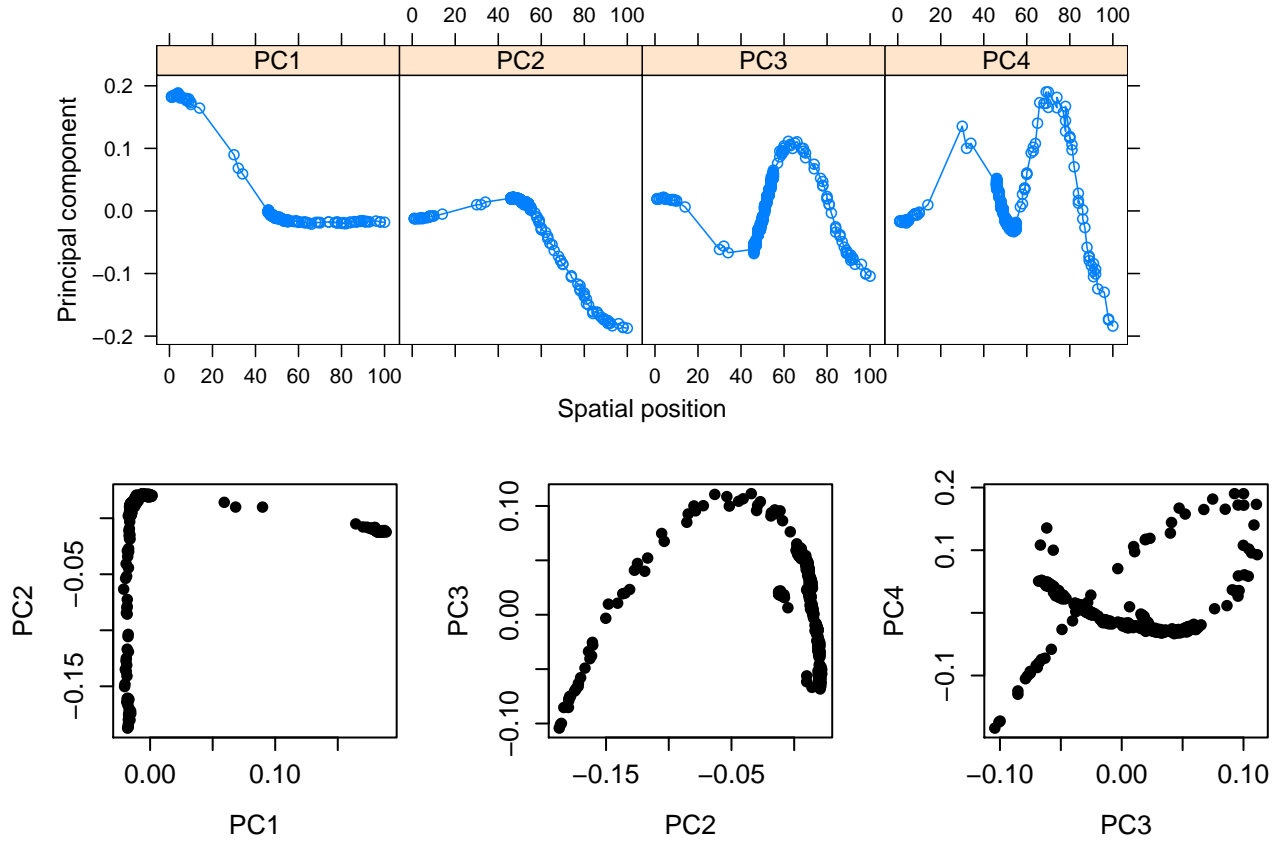 0 20 40 60 80 100 0 20 40 60 80 100
PC1 PC2 PC3 PC4
0.2
0.1
0.0
−0.1
−0.2
Principal component
0 20 40 60 80 100 0 20 40 60 80 100
Spatial position
−0.05
−0.15
PC2
0.00 0.10
PC1
0.10
0.00
−0.10
PC3
−0.15 −0.05
PC2
0.2
0.1
−0.1
PC4
−0.10 0.00 0.10
PC3